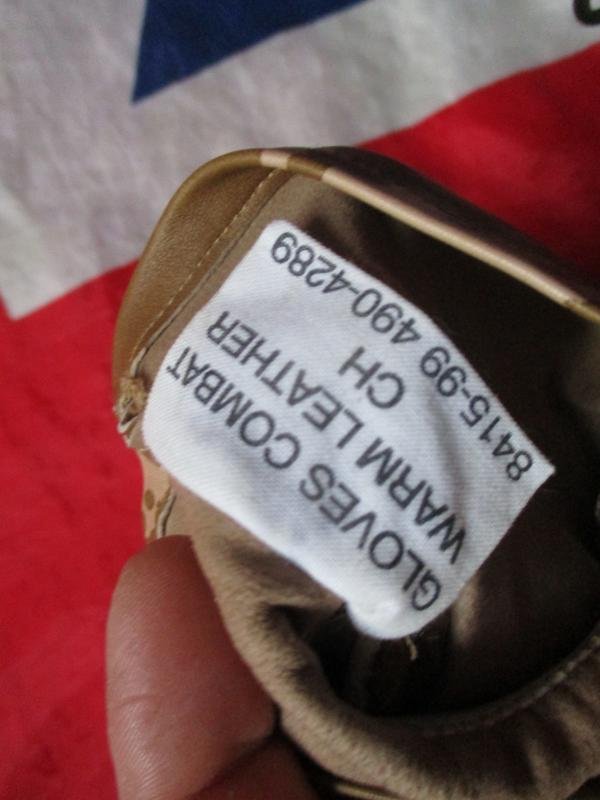 GLOVES COMBAT
WARM LEATHER
CH
8415-99 490-4289